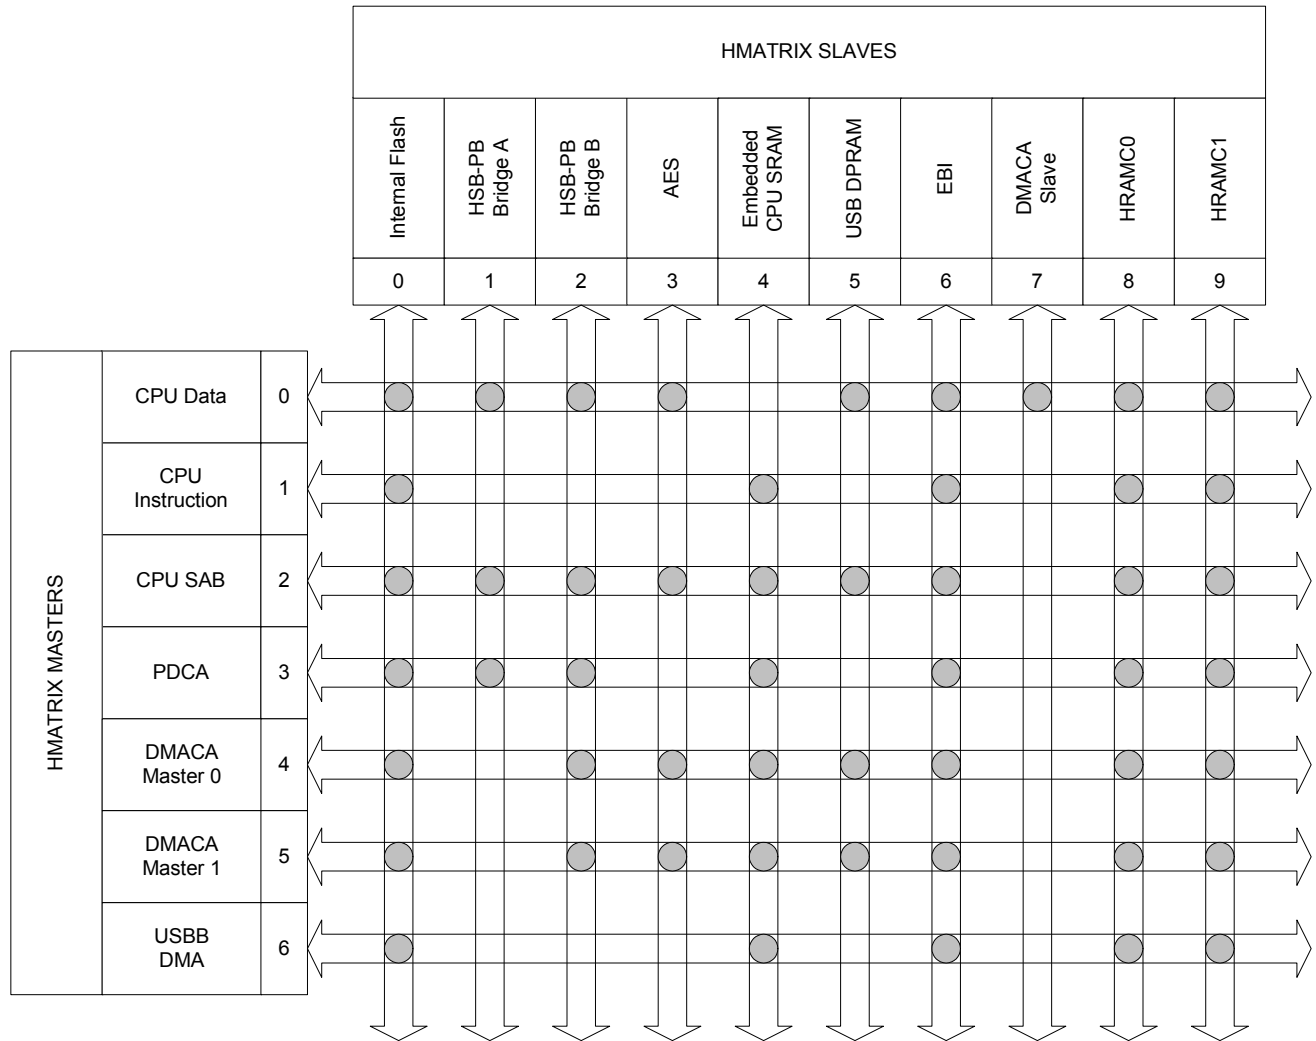 HMATRIX SLAVES
Internal Flash
HSB-PB
Bridge A
HSB-PB
Bridge B
AES
Embedded
CPU SRAM
USB DPRAM
EBI
DMACA
Slave
HRAMC0
HRAMC1
0
1
2
3
4
5
6
7
8
9
HMATRIX MASTERS
CPU Data
0
CPU
Instruction
1
CPU SAB
2
PDCA
3
DMACA
Master 0
4
DMACA
Master 1
5
USBB
DMA
6